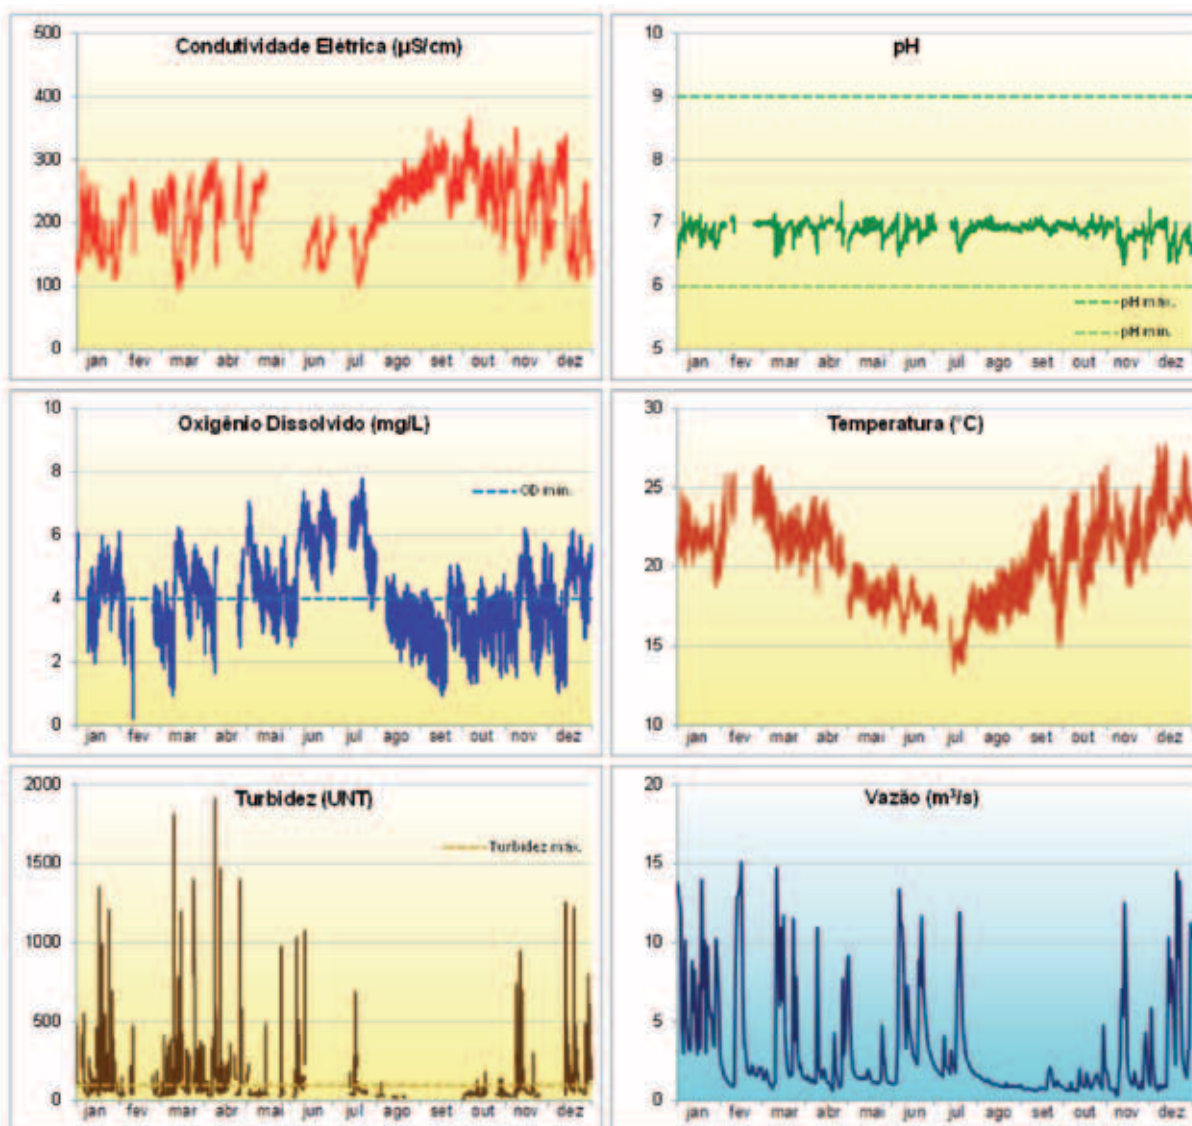 Condutividade Elétrica (µS/cm)
500
400
300
200
100
0
jan fev mar abr mai jun jul ago set out nov dez
pH
10
9
8
7
6
5
pH máx.
pH mín.
jan fev mar abr mai jun jul ago set out nov dez
Oxigênio Dissolvido (mg/L)
10
8
6
4
2
0
OD mín.
jan fev mar abr mai jun jul ago set out nov dez
Temperatura (°C)
30
25
20
15
10
jan fev mar abr mai jun jul ago set out nov dez
Turbidez (UNT)
2000
1500
1000
500
0
Turbidez máx.
jan fev mar abr mai jun jul ago set out nov dez
Vazão (m³/s)
20
15
10
5
0
jan fev mar abr mai jun jul ago set out nov dez